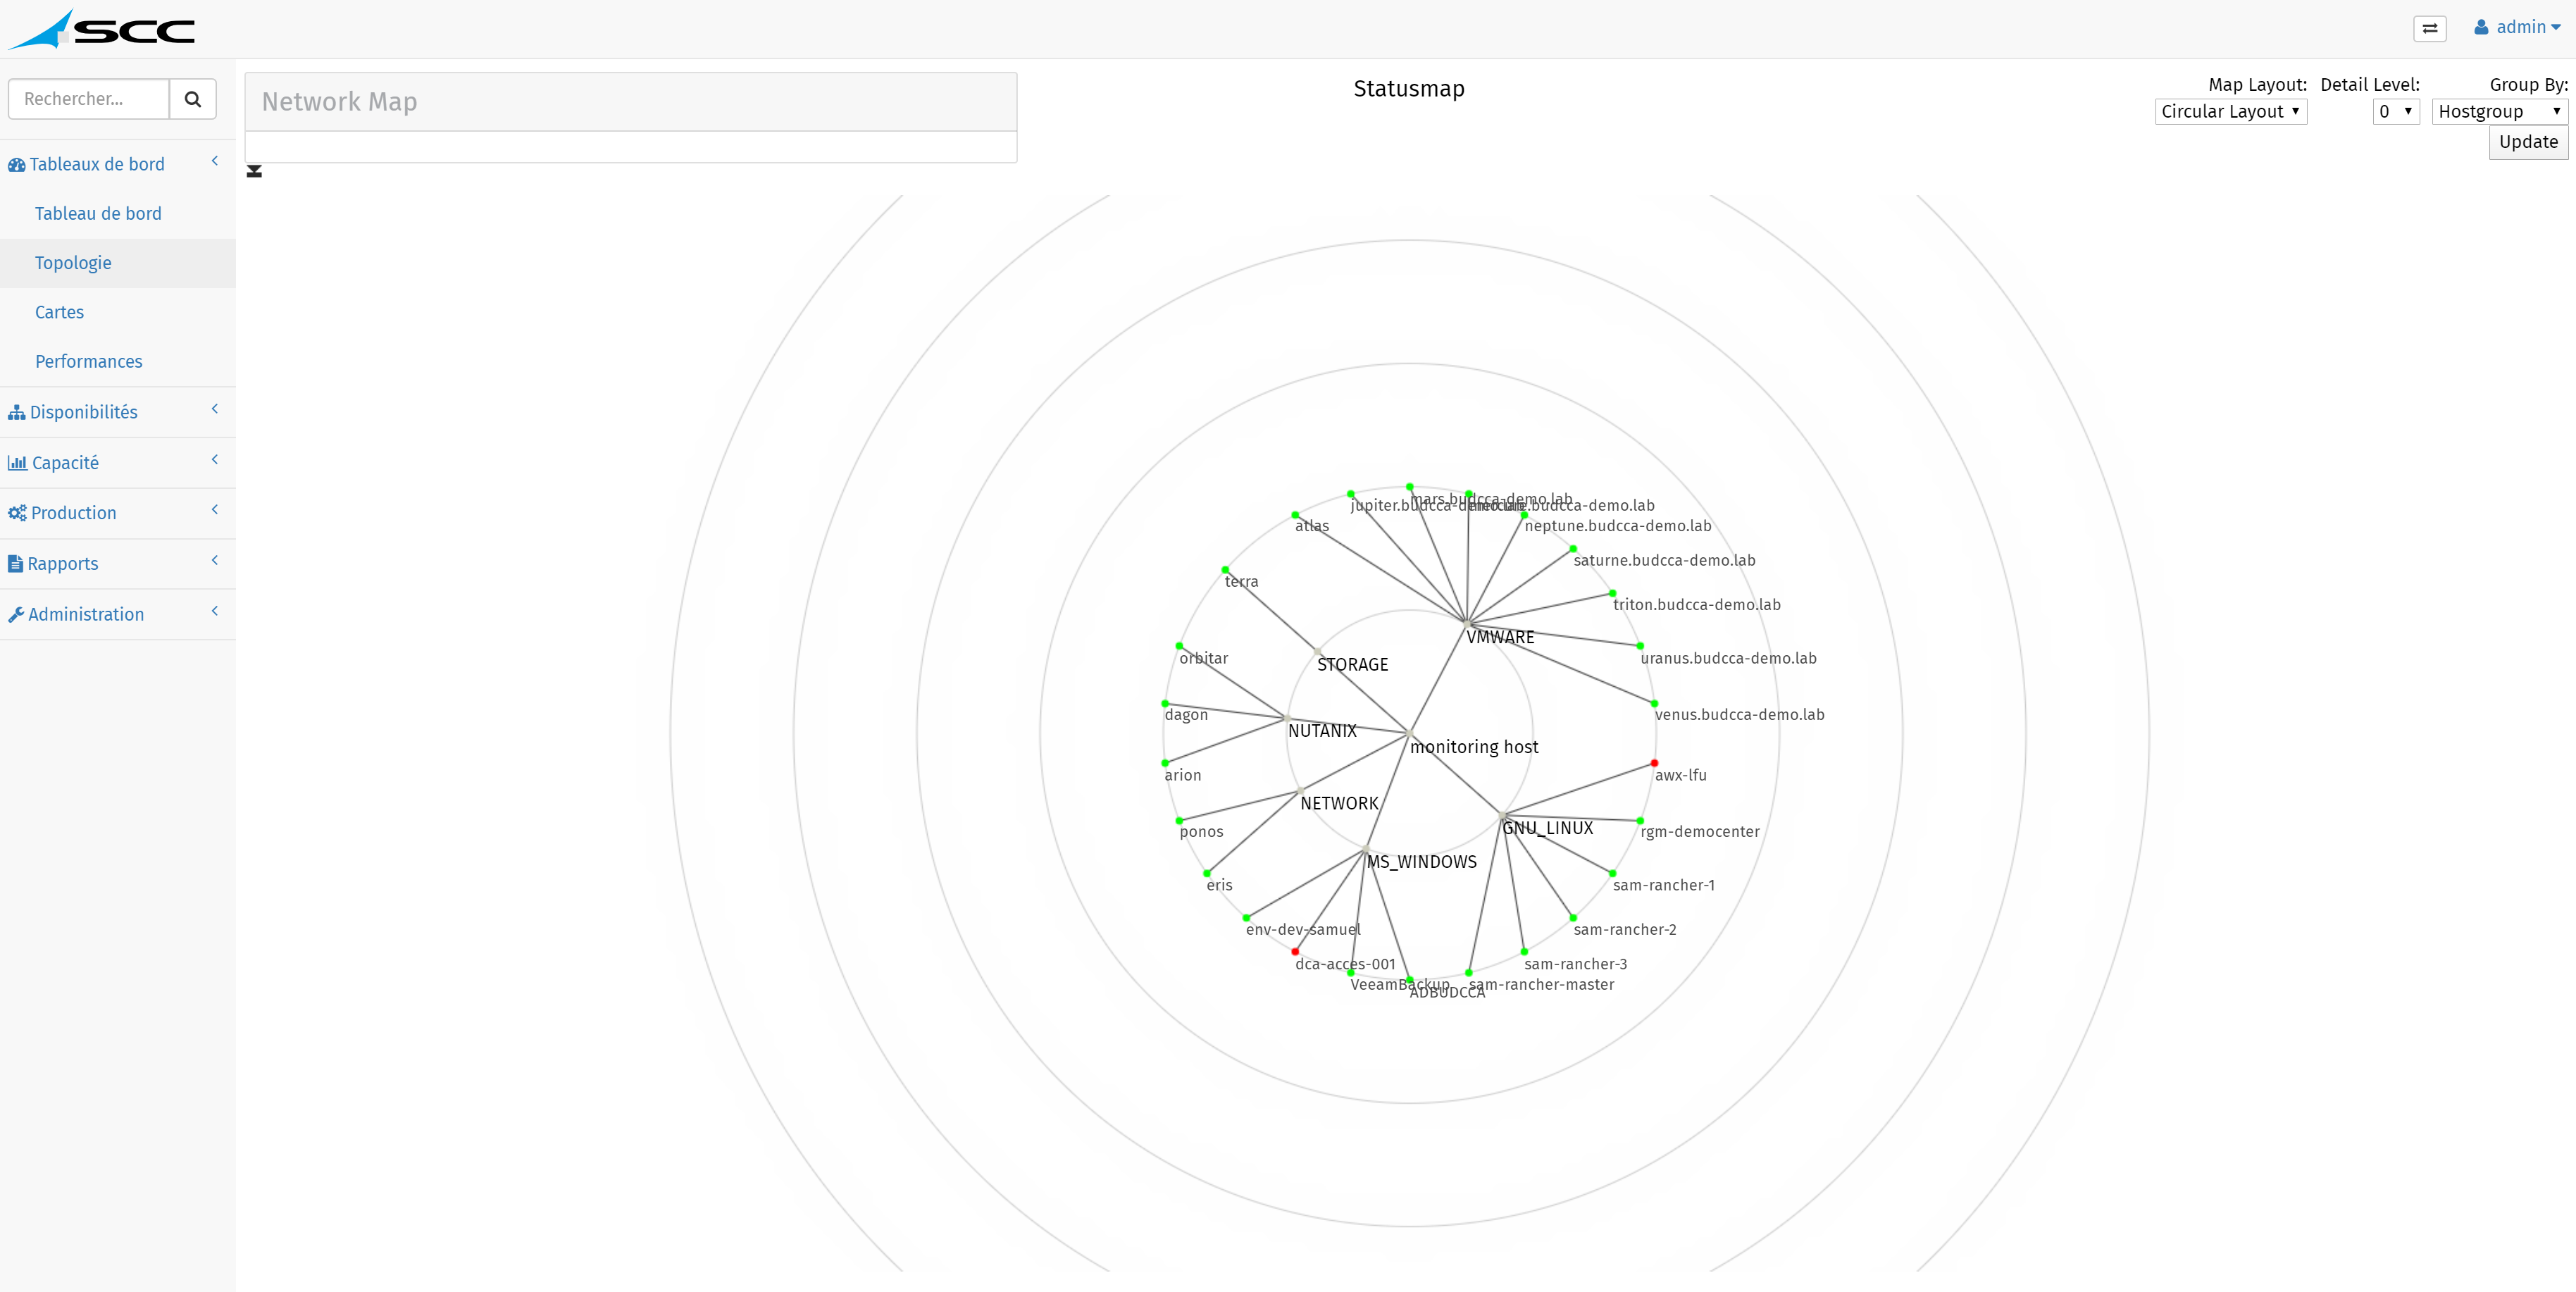 SCC
admin
Rechercher...
Tableaux de bord
Tableau de bord
Topologie
Cartes
Performances
Disponibilités
Capacité
Production
Rapports
Administration
Network Map
Statusmap
Map Layout:
Circular Layout
Detail Level:
0
Group By:
Hostgroup
Update
mars.budcca-demo.lab
jupiter.budcca-demo.lab
.budcca-demo.lab
atlas
neptune.budcca-demo.lab
saturne.budcca-demo.lab
terra
triton.budcca-demo.lab
VMWARE
orbitar
STORAGE
uranus.budcca-demo.lab
dagon
NUTANIX
venus.budcca-demo.lab
monitoring host
arion
awx-lfu
NETWORK
ponos
GNU_LINUX
rgm-democenter
MS_WINDOWS
eris
sam-rancher-1
env-dev-samuel
sam-rancher-2
dca-acces-001
sam-rancher-3
VeeamBackup
sam-rancher-master
ADBUDCCA